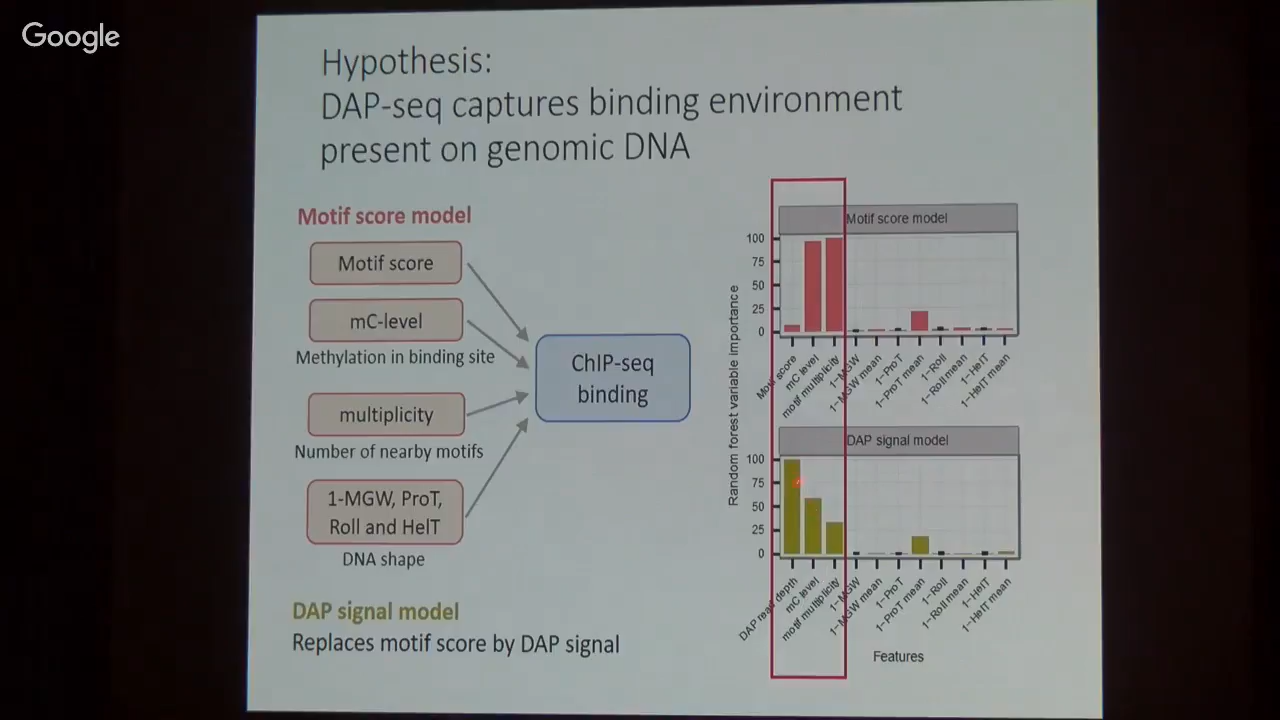 Google
Hypothesis:
DAP-seq captures binding environment
present on genomic DNA
Motif score model
Motif score
mC-level
Methylation in binding site
multiplicity
Number of nearby motifs
1-MGW, ProT,
Roll and HelT
DNA shape
ChIP-seq
binding
DAP signal model
Replaces motif score by DAP signal
Random forest variable importance
Motif score model
100
75
50
25
0
Motif score
mC level
motif multiplicity
1-MGW
1-MGW mean
1-ProT
1-ProT mean
1-Roll
1-Roll mean
1-HelT
1-HelT mean
DAP signal model
100
75
50
25
0
DAP read depth
mC level
motif multiplicity
1-MGW
1-MGW mean
1-ProT
1-ProT mean
1-Roll
1-Roll mean
1-HelT
1-HelT mean
Features